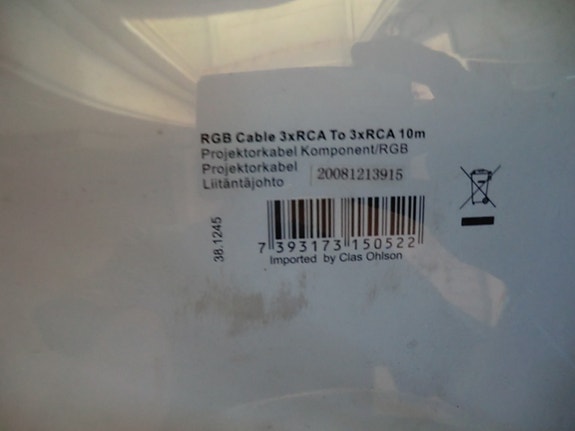 RGB Cable 3xRCA To 3xRCA 10m
Projektorkabel Komponent/RGB
Projektorkabel
Liitäntäjohto
20081213915
38.1245
7 393173 150522
Imported by Clas Ohlson